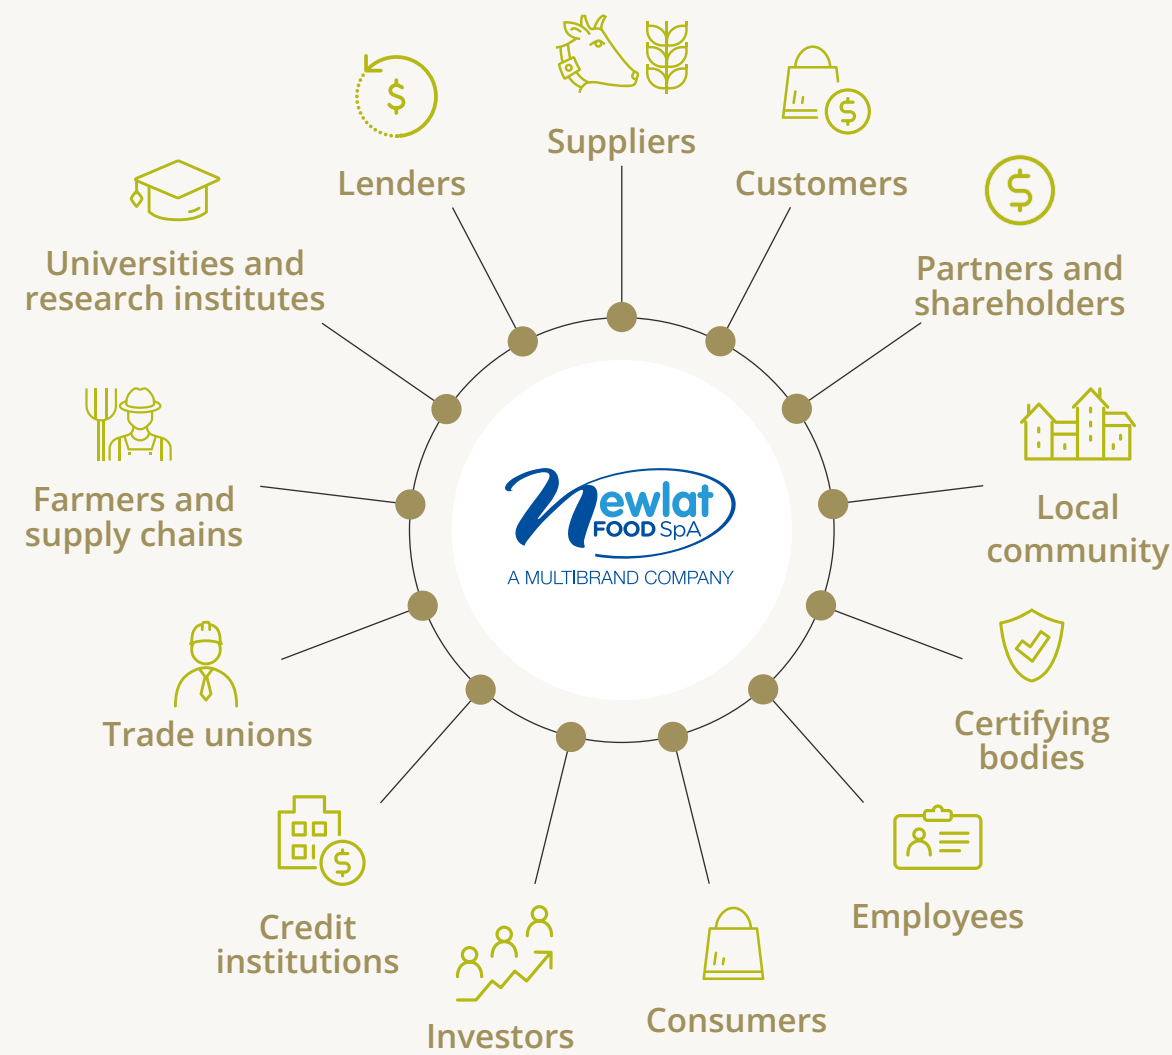 Suppliers
Customers
Partners and
shareholders
Local
community
Certifying
bodies
Employees
Consumers
Investors
Credit
institutions
Trade unions
Farmers and
supply chains
Universities and
research institutes
Lenders
Newlat
FOOD SpA
A MULTIBRAND COMPANY